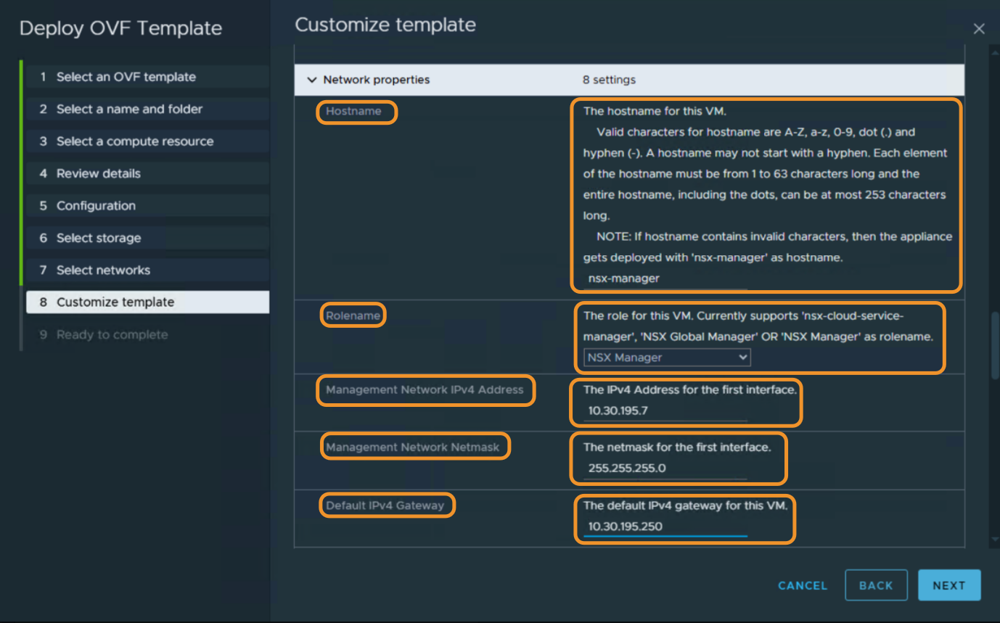 Deploy OVF Template
1 Select an OVF template
2 Select a name and folder
3 Select a compute resource
4 Review details
5 Configuration
6 Select storage
7 Select networks
8 Customize template
9 Ready to complete
Customize template
Network properties 8 settings
Hostname
The hostname for this VM.
Valid characters for hostname are A-Z, a-z, 0-9, dot (.) and
hyphen (-). A hostname may not start with a hyphen. Each element
of the hostname must be from 1 to 63 characters long and the
entire hostname, including the dots, can be at most 253 characters
long.
NOTE: If hostname contains invalid characters, then the appliance
gets deployed with 'nsx-manager' as hostname.
nsx-manager
Rolename
The role for this VM. Currently supports 'nsx-cloud-service-
manager', 'NSX Global Manager' OR 'NSX Manager' as rolename.
NSX Manager
Management Network IPv4 Address
The IPv4 Address for the first interface.
10.30.195.7
Management Network Netmask
The netmask for the first interface.
255.255.255.0
Default IPv4 Gateway
The default IPv4 gateway for this VM.
10.30.195.250
CANCEL BACK NEXT